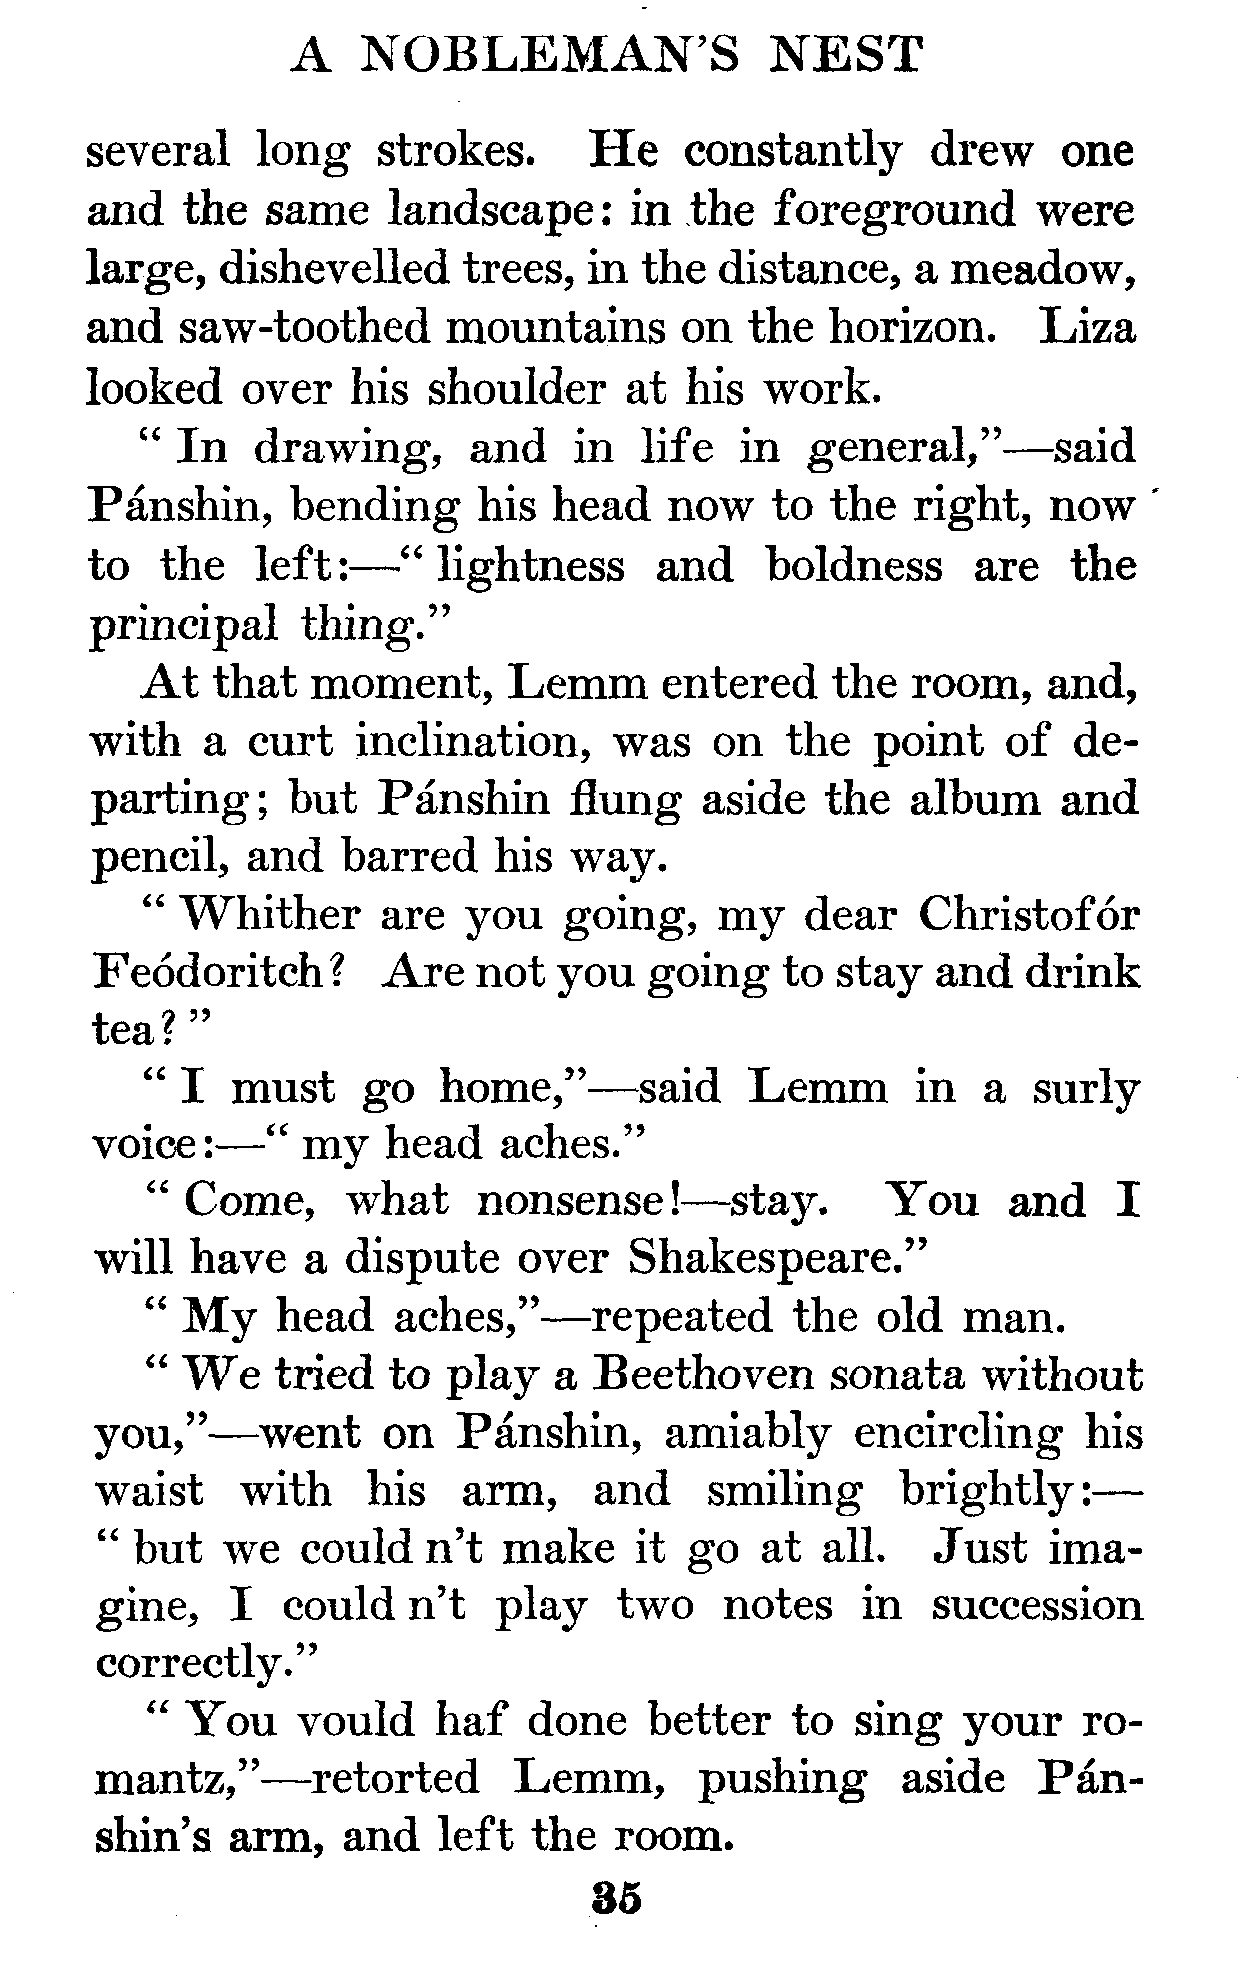 A NOBLEMAN'S NEST
several long strokes. He constantly drew one
and the same landscape: in the foreground were
large, dishevelled trees, in the distance, a meadow,
and saw-toothed mountains on the horizon. Liza
looked over his shoulder at his work.
" In drawing, and in life in general,"—said
Pánshin, bending his head now to the right, now
to the left:—" lightness and boldness are the
principal thing."
At that moment, Lemm entered the room, and,
with a curt inclination, was on the point of de-
parting; but Pánshin flung aside the album and
pencil, and barred his way.
" Whither are you going, my dear Christofór
Feódoritch? Are not you going to stay and drink
tea? "
" I must go home,"—said Lemm in a surly
voice:—" my head aches."
" Come, what nonsense!—stay. You and I
will have a dispute over Shakespeare."
" My head aches,"—repeated the old man.
" We tried to play a Beethoven sonata without
you,"—went on Pánshin, amiably encircling his
waist with his arm, and smiling brightly:—
" but we could n't make it go at all. Just ima-
gine, I could n't play two notes in succession
correctly."
" You vould haf done better to sing your ro-
mantz,"—retorted Lemm, pushing aside Pán-
shin's arm, and left the room.
35